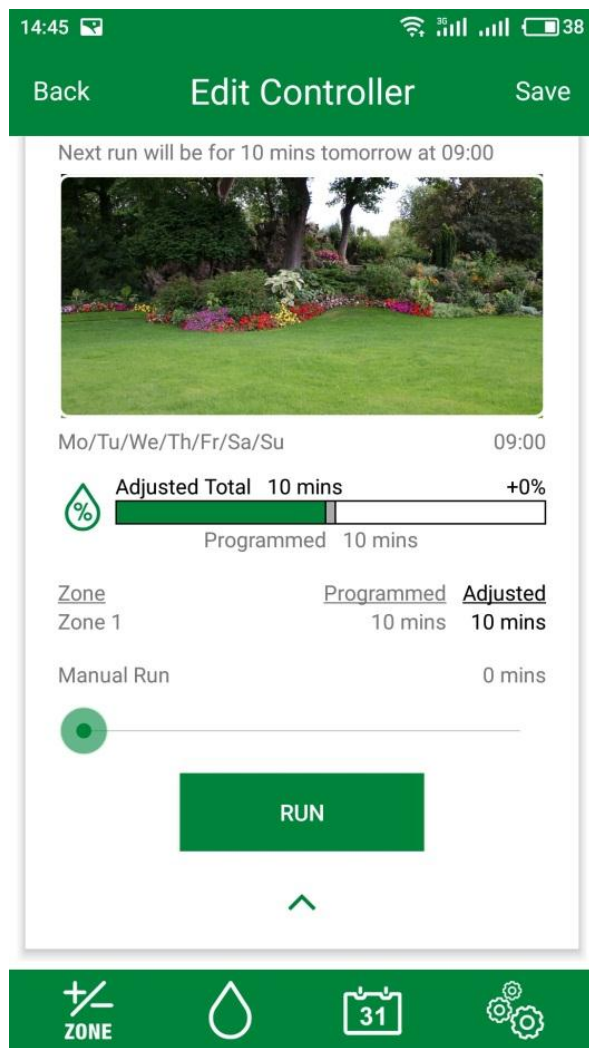 14:45 3G 38
Back Edit Controller Save
Next run will be for 10 mins tomorrow at 09:00
Mo/Tu/We/Th/Fr/Sa/Su 09:00
Adjusted Total 10 mins +0%
%
Programmed 10 mins
Zone Programmed Adjusted
Zone 1 10 mins 10 mins
Manual Run 0 mins
RUN
+/-
ZONE 31